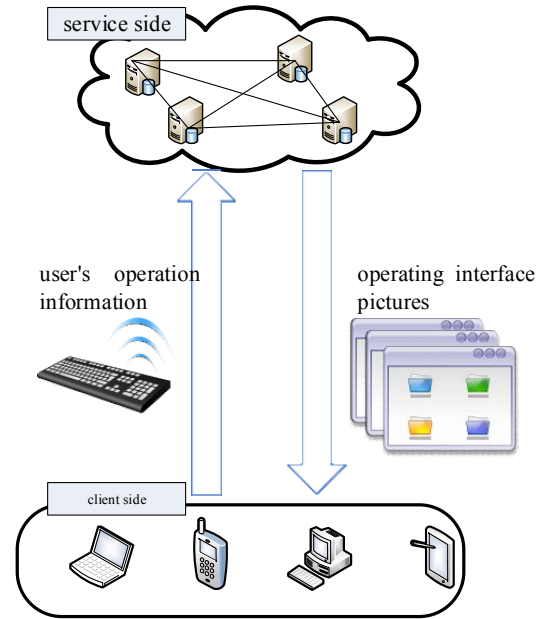 service side
user's operation
information
operating interface
pictures
client side